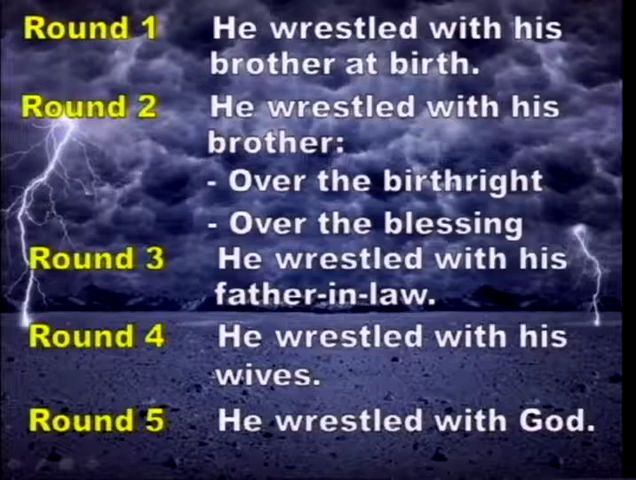 Round 1 He wrestled with his
brother at birth.
Round 2 He wrestled with his
brother:
- Over the birthright
- Over the blessing
Round 3 He wrestled with his
father-in-law.
Round 4 He wrestled with his
wives.
Round 5 He wrestled with God.